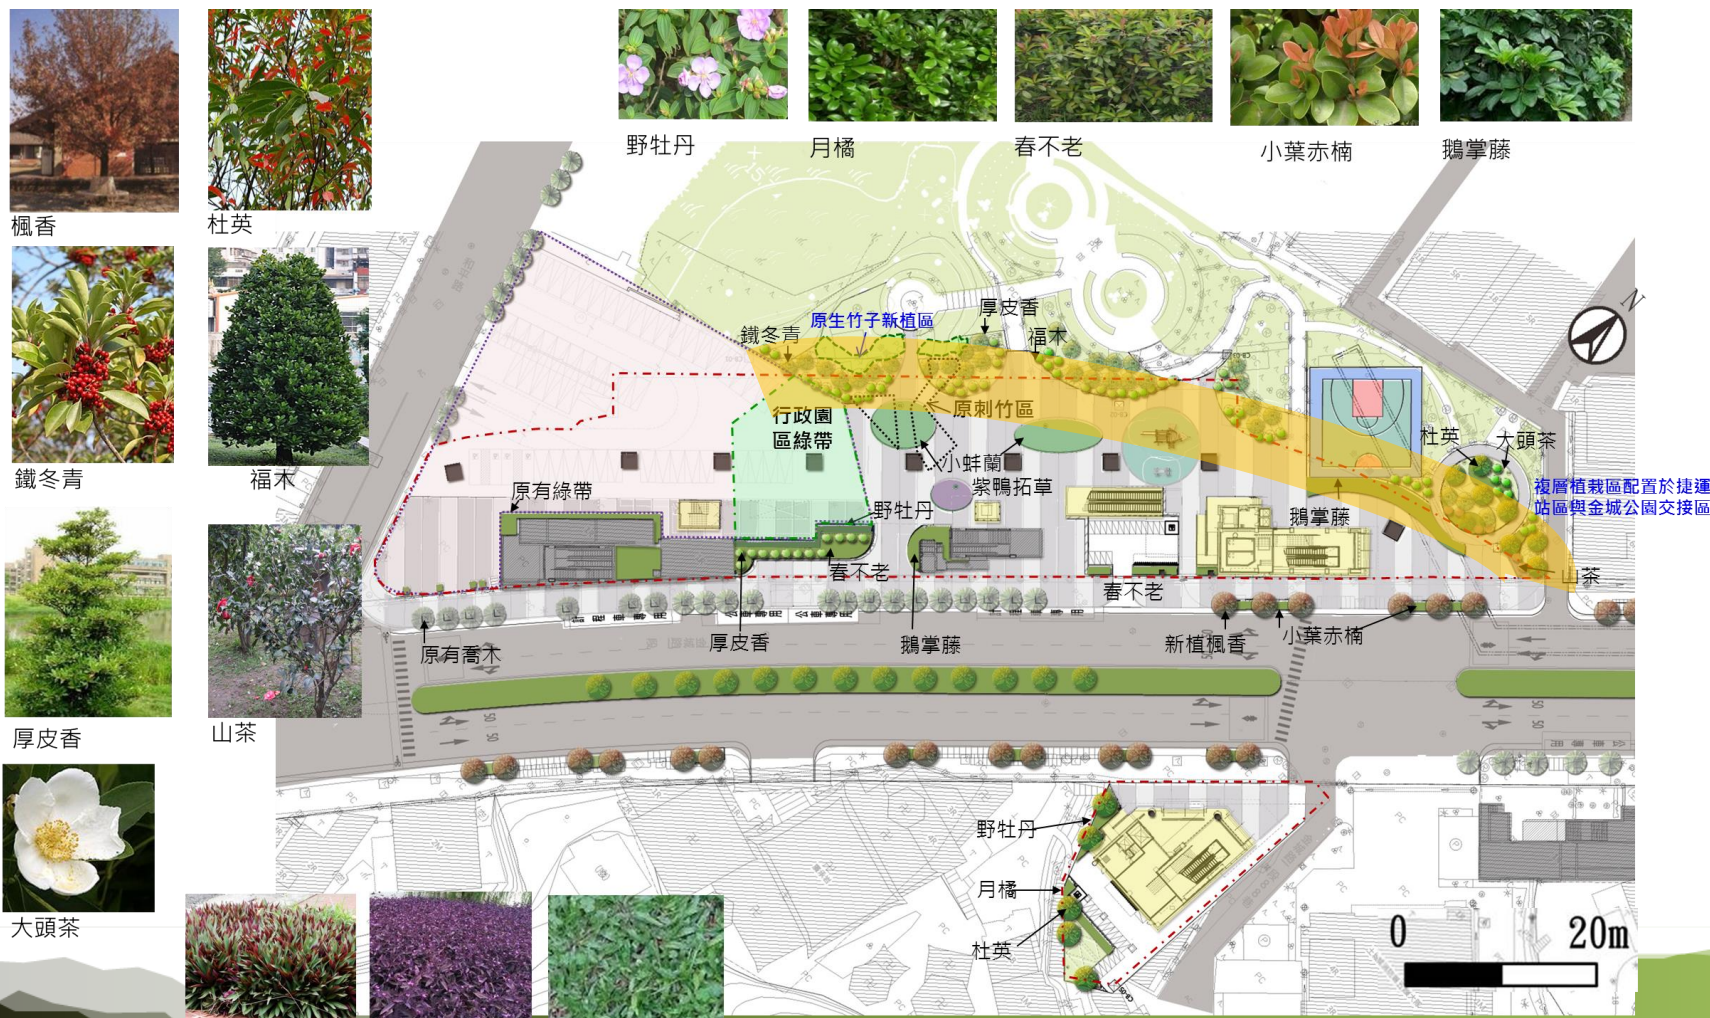 野牡丹
月橘
春不老
小葉赤楠
鵝掌藤
楓香
杜英
鐵冬青
福木
厚皮香
山茶
大頭茶
N
鐵冬青
原生竹子新植區
厚皮香
福木
行政園
區綠帶
原刺竹區
杜英
大頭茶
小蚌蘭
紫鴨拓草
原有綠帶
野牡丹
鵝掌藤
複層植栽區配置於捷運
站區與金城公園交接區
春不老
春不老
山茶
原有喬木
厚皮香
鵝掌藤
新植楓香
小葉赤楠
野牡丹
月橘
杜英
0
20m